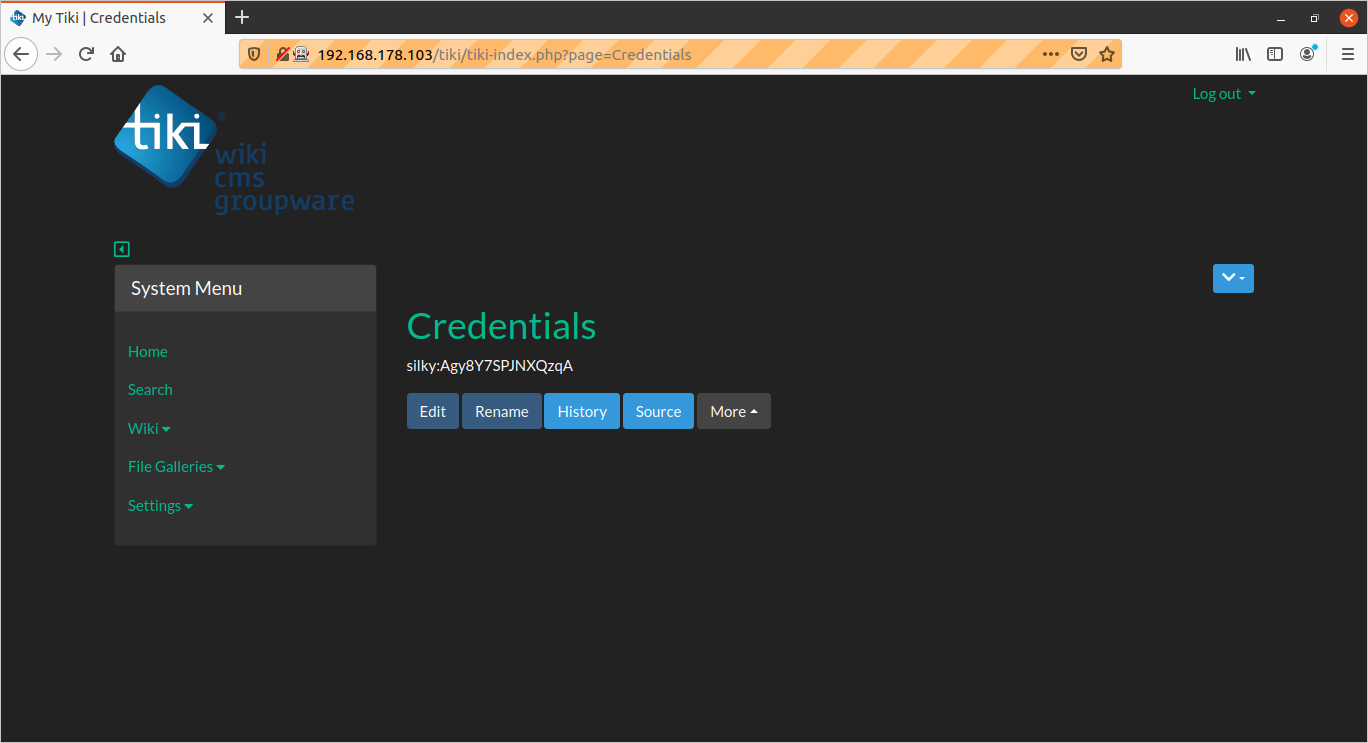 My Tiki | Credentials
192.168.178.103/tiki/tiki-index.php?page=Credentials
Log out
tiki®
wiki
cms
groupware
System Menu
Home
Search
Wiki
File Galleries
Settings
Credentials
silky:Agy8Y7SPJNXQzqA
Edit Rename History Source More